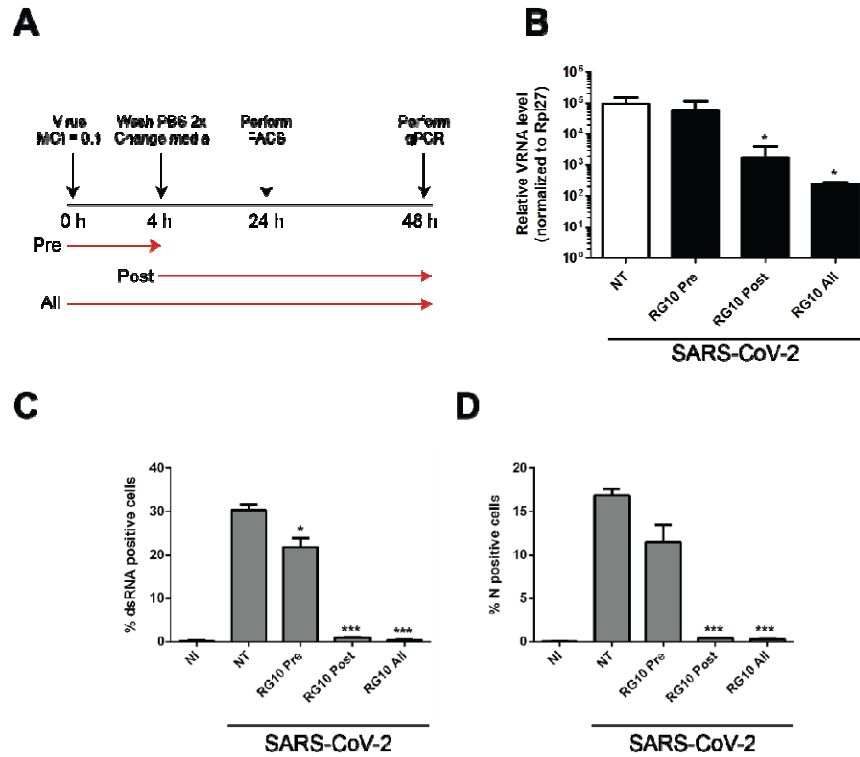 A
Virus
MOI = 0.1
Wash PBS 2x
Change media
Perform
FACS
Perform
qPCR
0 h
4 h
24 h
48 h
Pre
Post
All
B
Relative VRNA level
(normalized to Rpl27)
10^6
10^5
10^4
10^3
10^2
10^1
10^0
*
*
NT
RG10 Pre
RG10 Post
RG10 All
SARS-CoV-2
C
% dsRNA positive cells
40
30
20
10
0
*
***
***
NI
NT
RG10 Pre
RG10 Post
RG10 All
SARS-CoV-2
D
% N positive cells
20
15
10
5
0
***
***
NI
NT
RG10 Pre
RG10 Post
RG10 All
SARS-CoV-2